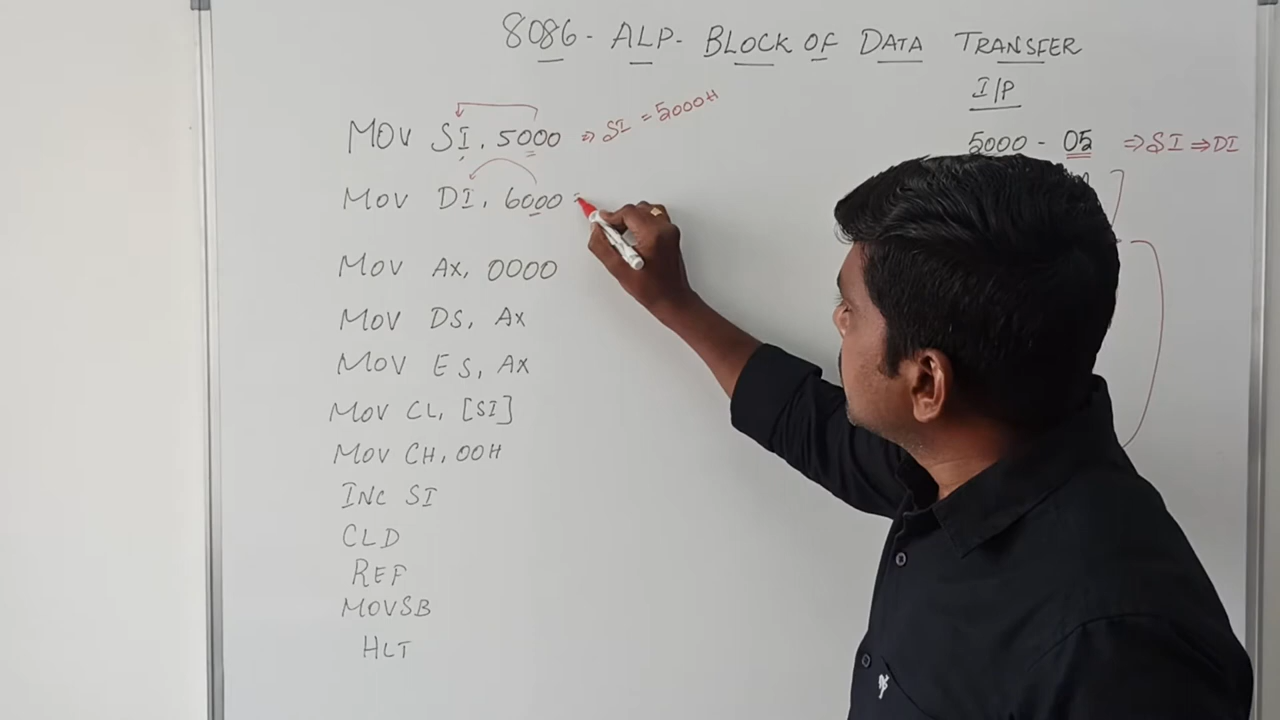 8086 - ALP - BLOCK OF DATA TRANSFER
I/P
MOV SI, 5000 ⇒ SI = 5000H
5000 - 05 ⇒ SI ⇒ DI
MOV DI, 6000 =
MOV AX, 0000
MOV DS, AX
MOV ES, AX
MOV CL, [SI]
MOV CH, 00H
INC SI
CLD
REF
MOVSB
HLT